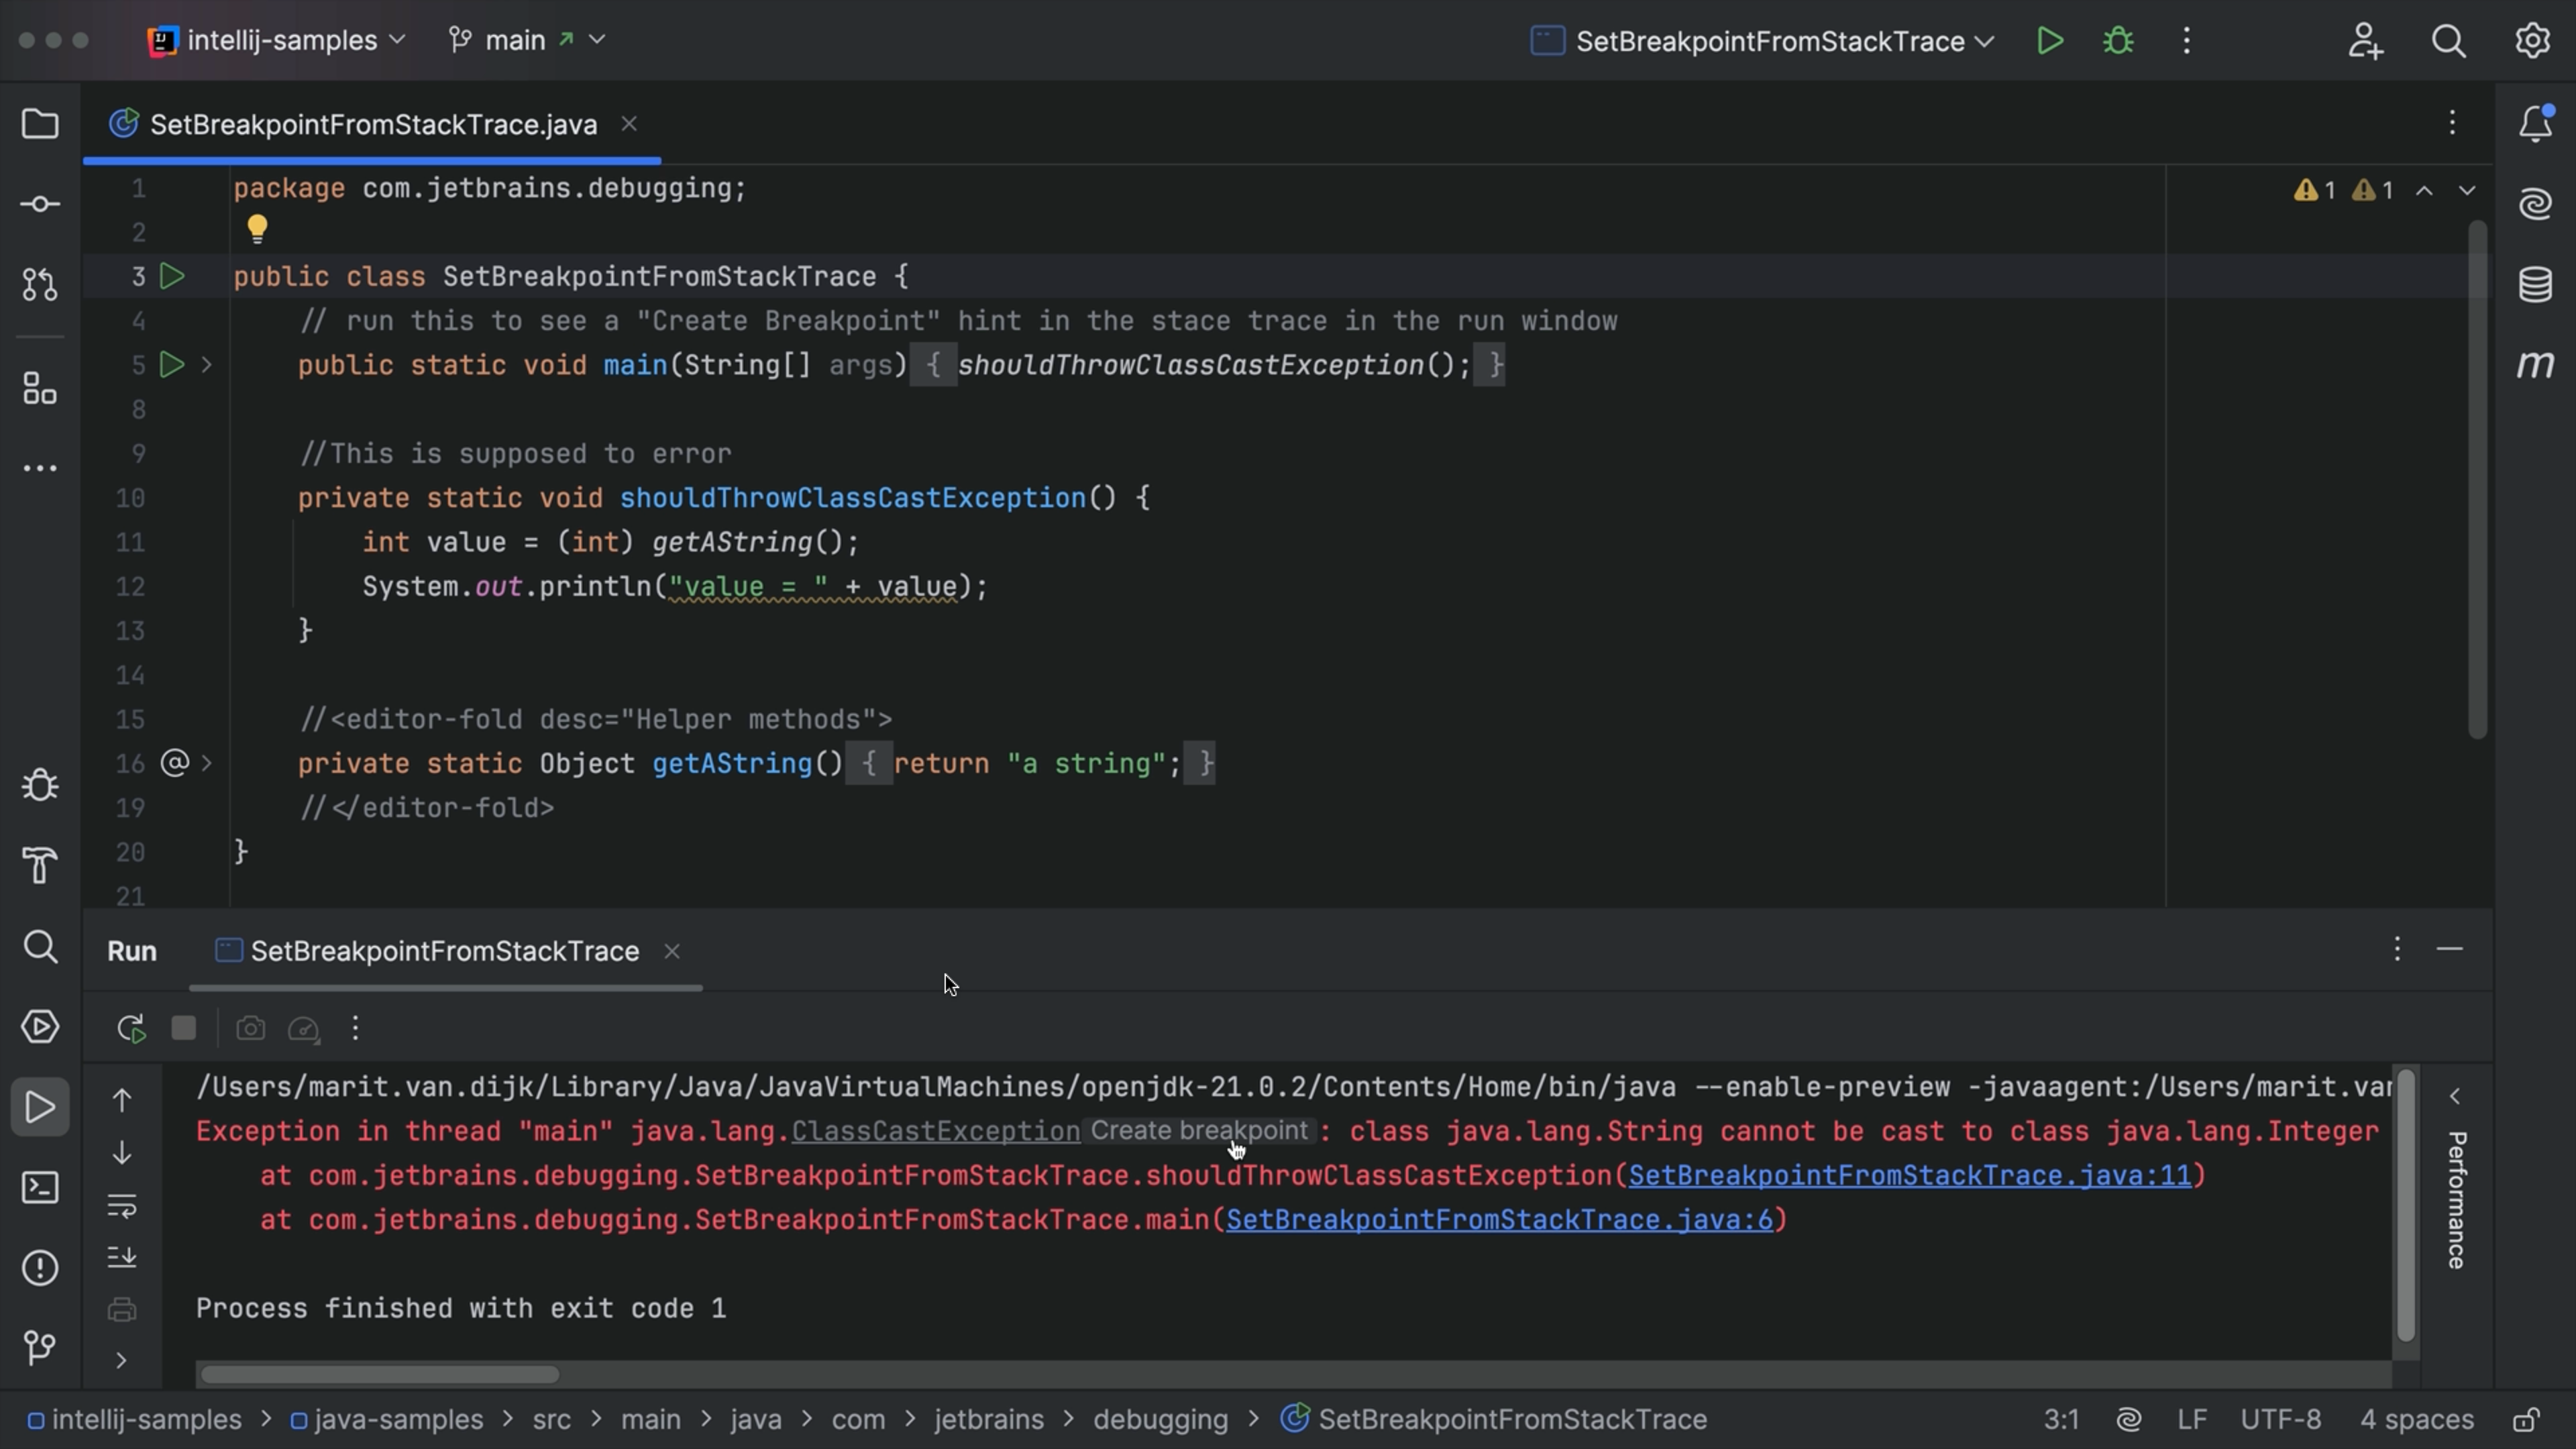 intellij-samples main SetBreakpointFromStackTrace
SetBreakpointFromStackTrace.java
1 package com.jetbrains.debugging; 1 1
2
3 public class SetBreakpointFromStackTrace {
4 // run this to see a "Create Breakpoint" hint in the stace trace in the run window
5 public static void main(String[] args) { shouldThrowClassCastException(); }
8
9 //This is supposed to error
10 private static void shouldThrowClassCastException() {
11 int value = (int) getAString();
12 System.out.println("value = " + value);
13 }
14
15 //<editor-fold desc="Helper methods">
16 @ private static Object getAString() { return "a string"; }
19 //</editor-fold>
20 }
21
Run SetBreakpointFromStackTrace
/Users/marit.van.dijk/Library/Java/JavaVirtualMachines/openjdk-21.0.2/Contents/Home/bin/java --enable-preview -javaagent:/Users/marit.van
Exception in thread "main" java.lang.ClassCastException Create breakpoint : class java.lang.String cannot be cast to class java.lang.Integer
at com.jetbrains.debugging.SetBreakpointFromStackTrace.shouldThrowClassCastException(SetBreakpointFromStackTrace.java:11)
at com.jetbrains.debugging.SetBreakpointFromStackTrace.main(SetBreakpointFromStackTrace.java:6)
Process finished with exit code 1
Performance
m
intellij-samples > java-samples > src > main > java > com > jetbrains > debugging > SetBreakpointFromStackTrace 3:1 LF UTF-8 4 spaces